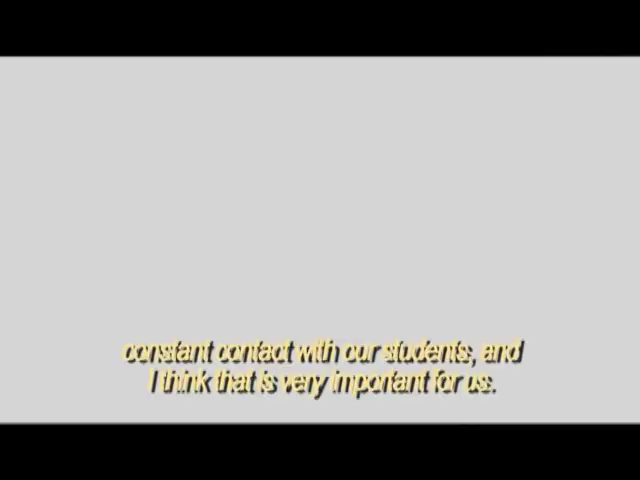 constant contact with our students, and
I think that is very important for us.